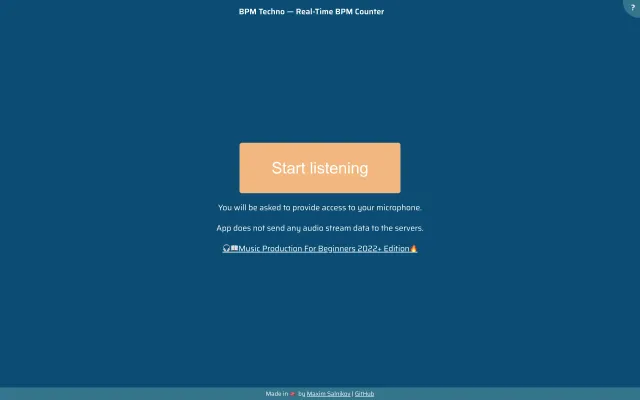 BPM Techno — Real-Time BPM Counter
?
Start listening
You will be asked to provide access to your microphone.
App does not send any audio stream data to the servers.
🎧📖Music Production For Beginners 2022+ Edition🔥
Made in by Maxim Salnikov | GitHub